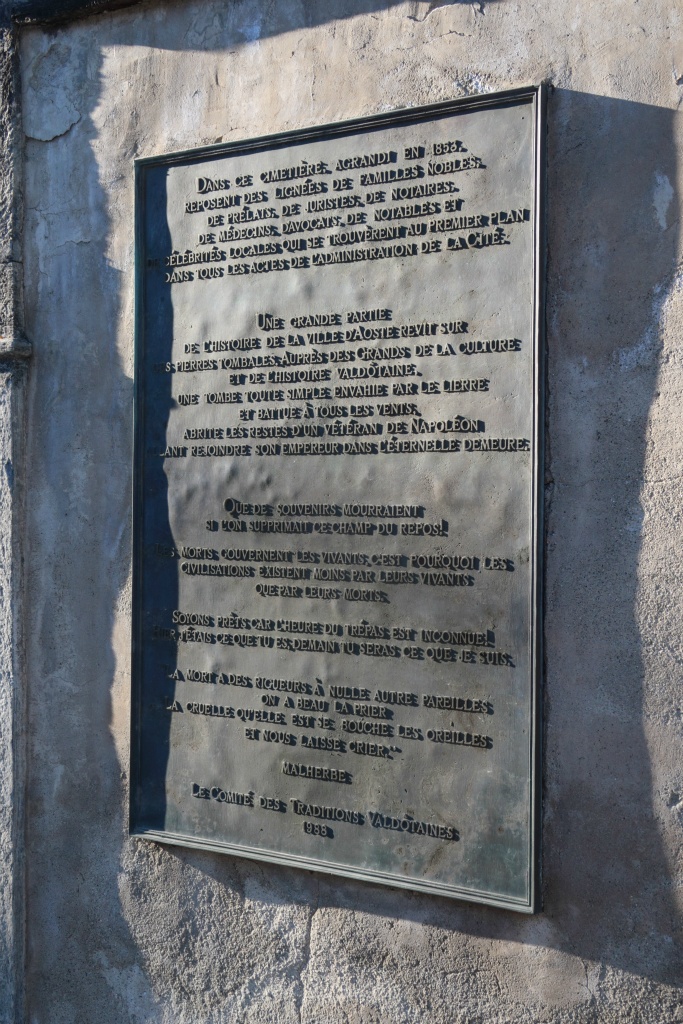 DANS CE CIMETIÈRE, AGRANDI EN 1853,
REPOSENT DES LIGNÉES DE FAMILLES NOBLES,
DE PRÉLATS, DE JURISTES, DE NOTAIRES,
DE MÉDECINS, D'AVOCATS, DE NOTABLES ET
CÉLÉBRITÉS LOCALES QUI SE TROUVÈRENT AU PREMIER PLAN
DANS TOUS LES ACTES DE L'ADMINISTRATION DE LA CITÉ.
UNE GRANDE PARTIE
DE L'HISTOIRE DE LA VILLE D'AOSTE REVIT SUR
PIERRES TOMBALES. AUPRÈS DES GRANDS DE LA CULTURE
ET DE L'HISTOIRE VALDÔTAINE,
UNE TOMBE TOUTE SIMPLE ENVAHIE PAR LE LIERRE
ET BATTUE À TOUS LES VENTS,
ABRITE LES RESTES D'UN VÉTÉRAN DE NAPOLÉON
REJOINDRE SON EMPEREUR DANS L'ÉTERNELLE DEMEURE.
QUE DE SOUVENIRS MOURRAIENT
SI L'ON SUPPRIMAIT CE CHAMP DU REPOS!
LES MORTS GOUVERNENT LES VIVANTS, C'EST POURQUOI LES
CIVILISATIONS EXISTENT MOINS PAR LEURS VIVANTS
QUE PAR LEURS MORTS.
SOYONS PRÊTS CAR L'HEURE DU TRÉPAS EST INCONNUE!
HIER J'ÉTAIS CE QUE TU ES, DEMAIN TU SERAS CE QUE JE SUIS.
LA MORT A DES RIGUEURS À NULLE AUTRE PAREILLES
ON A BEAU LA PRIER
LA CRUELLE QU'ELLE EST SE BOUCHE LES OREILLES
ET NOUS LAISSE CRIER."
MALHERBE
LE COMITÉ DES TRADITIONS VALDÔTAINES
1988